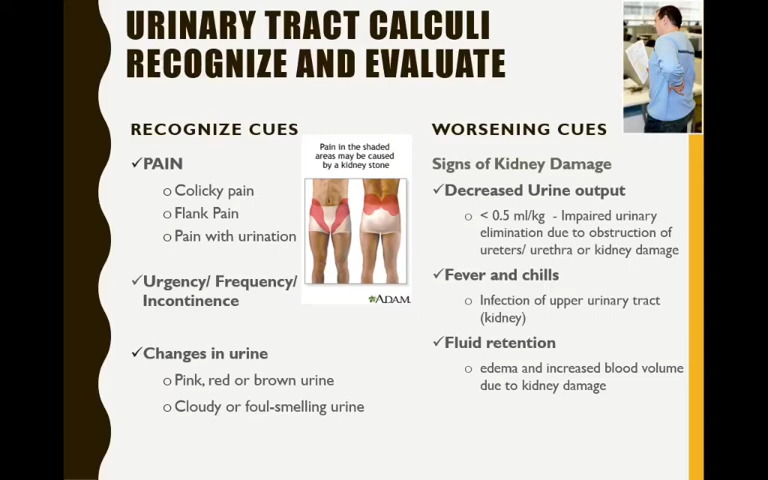 URINARY TRACT CALCULI
RECOGNIZE AND EVALUATE
RECOGNIZE CUES
✓PAIN
o Colicky pain
o Flank Pain
o Pain with urination
✓Urgency/ Frequency/
Incontinence
✓Changes in urine
o Pink, red or brown urine
o Cloudy or foul-smelling urine
Pain in the shaded
areas may be caused
by a kidney stone
ADAM.
WORSENING CUES
Signs of Kidney Damage
✓Decreased Urine output
o < 0.5 ml/kg - Impaired urinary
elimination due to obstruction of
ureters/ urethra or kidney damage
✓Fever and chills
o Infection of upper urinary tract
(kidney)
✓Fluid retention
o edema and increased blood volume
due to kidney damage